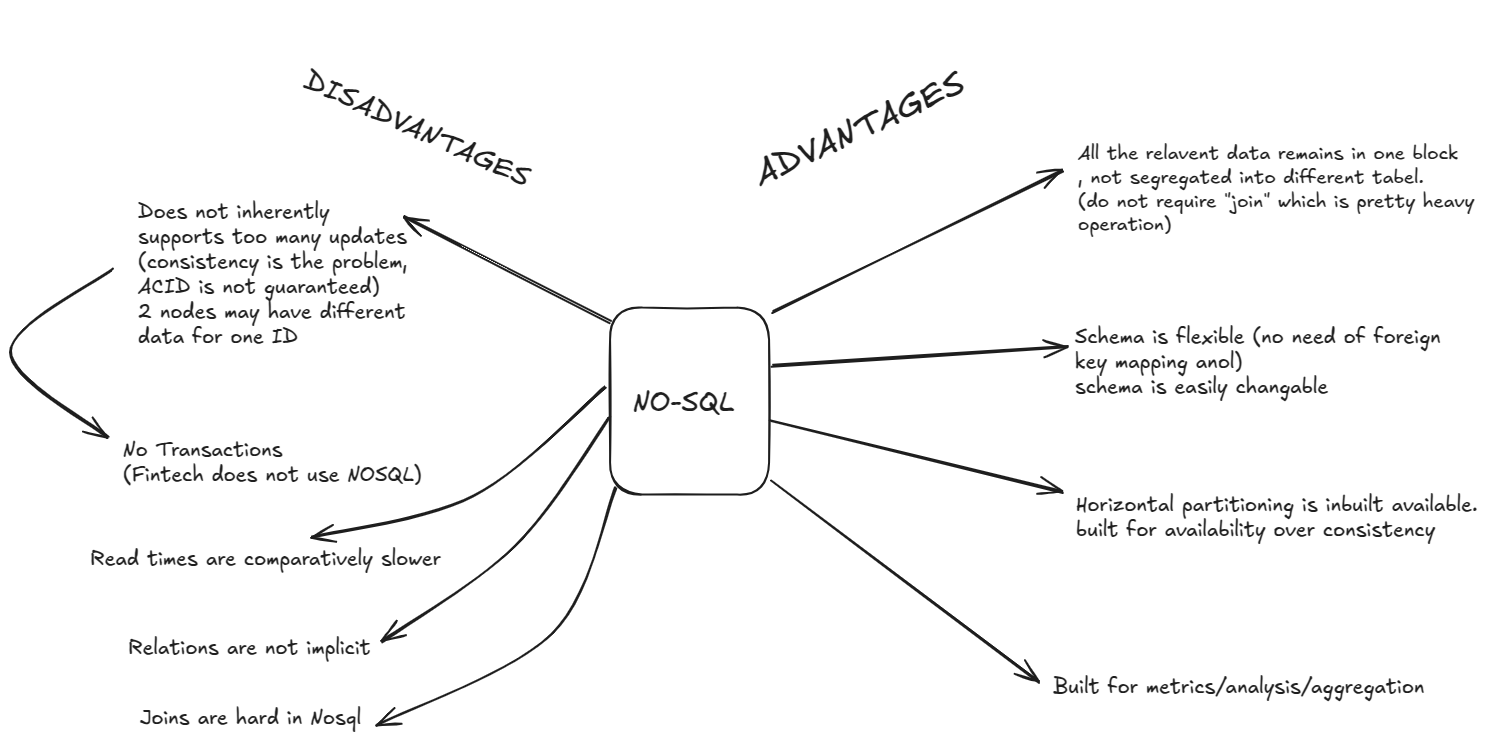 DISADVANTAGES
Does not inherently
supports too many updates
(consistency is the problem,
ACID is not guaranteed)
2 nodes may have different
data for one ID
No Transactions
(Fintech does not use NOSQL)
Read times are comparatively slower
Relations are not implicit
Joins are hard in Nosql
NO-SQL
ADVANTAGES
All the relavent data remains in one block
, not segregated into different tabel.
(do not require "join" which is pretty heavy
operation)
Schema is flexible (no need of foreign
key mapping anol)
schema is easily changable
Horizontal partitioning is inbuilt available.
built for availability over consistency
Built for metrics/analysis/aggregation